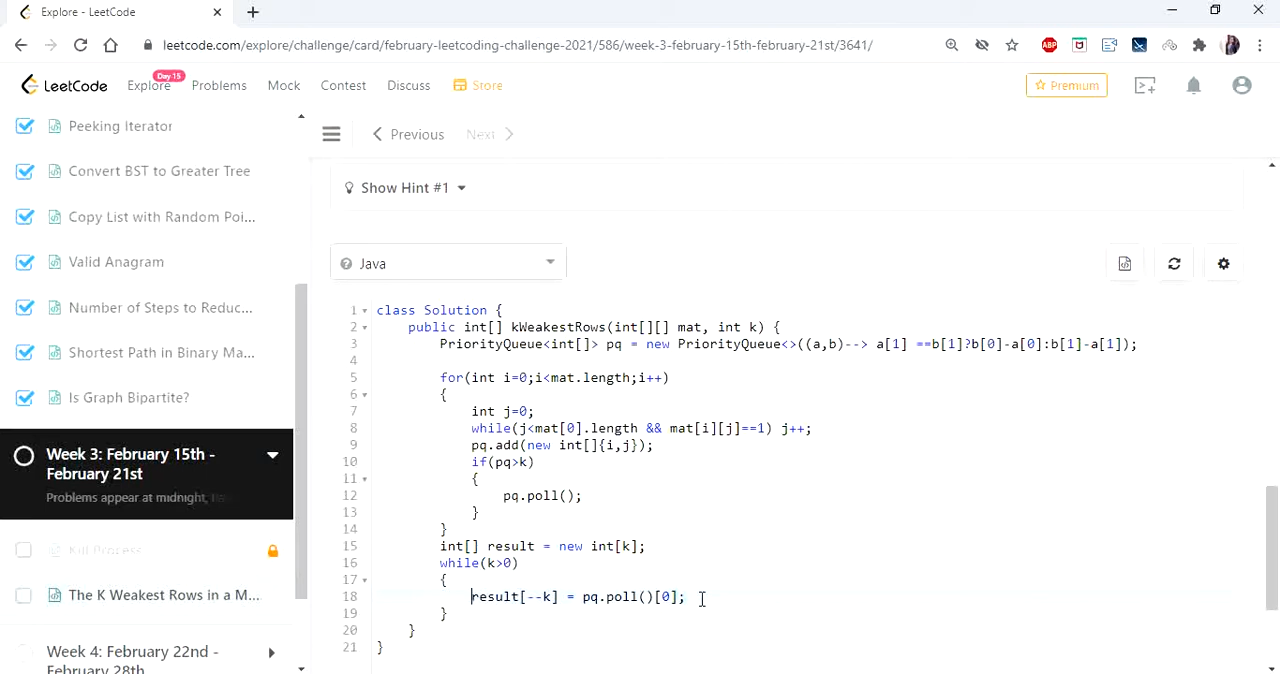 Explore - LeetCode
leetcode.com/explore/challenge/card/february-leetcoding-challenge-2021/586/week-3-february-15th-february-21st/3641/
ABP
LeetCode Explore Day 15 Problems Mock Contest Discuss Store Premium
Previous Next
Peeking Iterator
Convert BST to Greater Tree
Copy List with Random Poi...
Valid Anagram
Number of Steps to Reduc...
Shortest Path in Binary Ma...
Is Graph Bipartite?
Week 3: February 15th -
February 21st
Problems appear at midnight,
Kill Process
The K Weakest Rows in a M...
Week 4: February 22nd -
February 28th
Show Hint #1
Java
1 class Solution {
2 public int[] kWeakestRows(int[][] mat, int k) {
3 PriorityQueue<int[]> pq = new PriorityQueue<>((a,b)--> a[1] ==b[1]?b[0]-a[0]:b[1]-a[1]);
4
5 for(int i=0;i<mat.length;i++)
6 {
7 int j=0;
8 while(j<mat[0].length && mat[i][j]==1) j++;
9 pq.add(new int[]{i,j});
10 if(pq>k)
11 {
12 pq.poll();
13 }
14 }
15 int[] result = new int[k];
16 while(k>0)
17 {
18 result[--k] = pq.poll()[0];
19 }
20 }
21 }